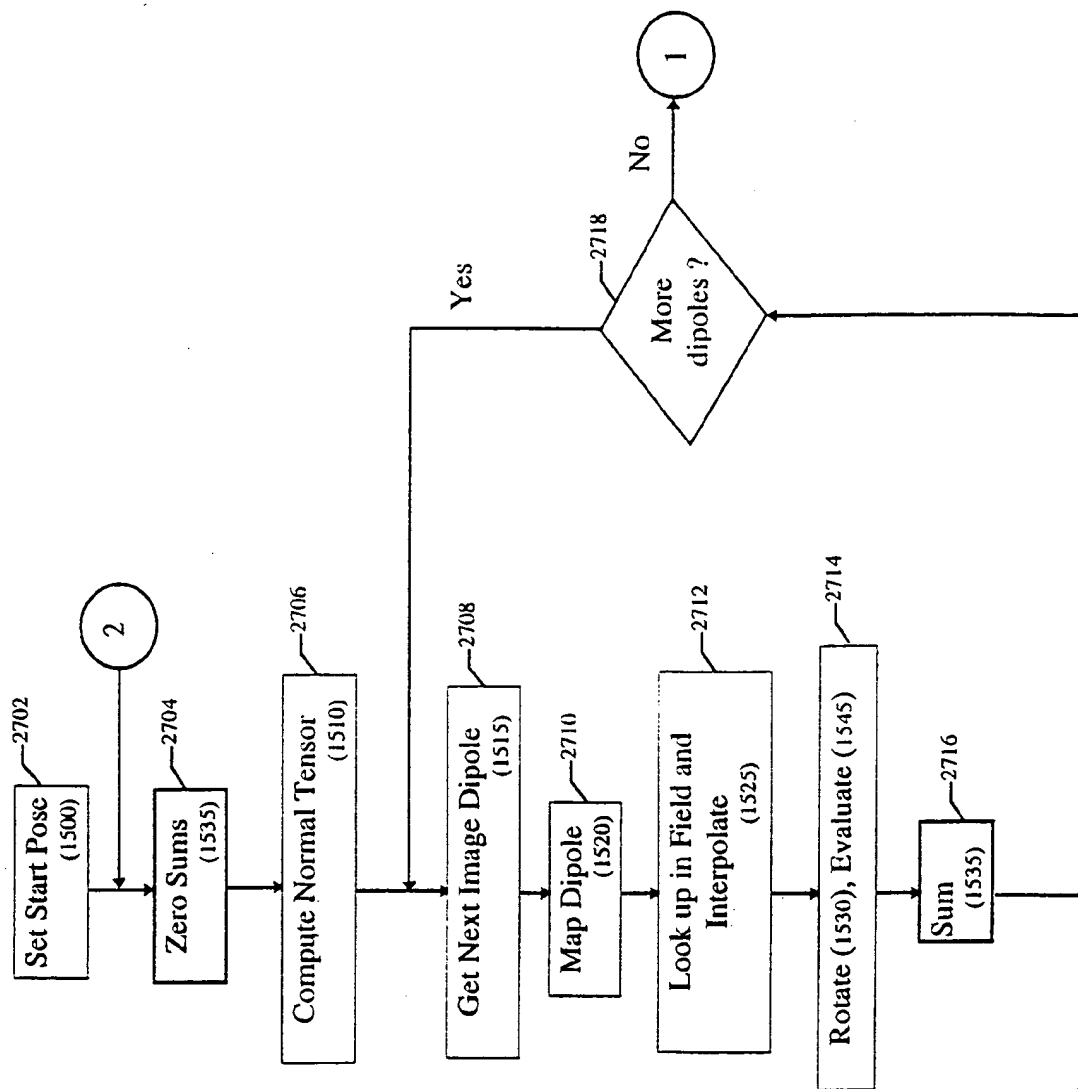 2702
Set Start Pose
(1500)
2
2704
Zero Sums
(1535)
2706
Compute Normal Tensor
(1510)
2708
Get Next Image Dipole
(1515)
2710
Map Dipole
(1520)
2712
Look up in Field and
Interpolate
(1525)
2714
Rotate (1530), Evaluate (1545)
2716
Sum
(1535)
2718
More
dipoles ?
Yes
No
1